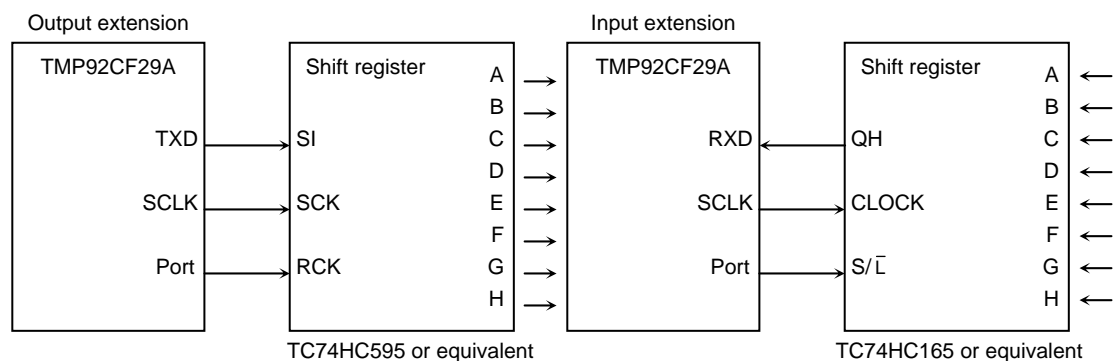 Output extension
TMP92CF29A
TXD
SCLK
Port
Shift register
SI
SCK
RCK
A
B
C
D
E
F
G
H
TC74HC595 or equivalent
Input extension
TMP92CF29A
RXD
SCLK
Port
Shift register
QH
CLOCK
S/L̅
A
B
C
D
E
F
G
H
TC74HC165 or equivalent